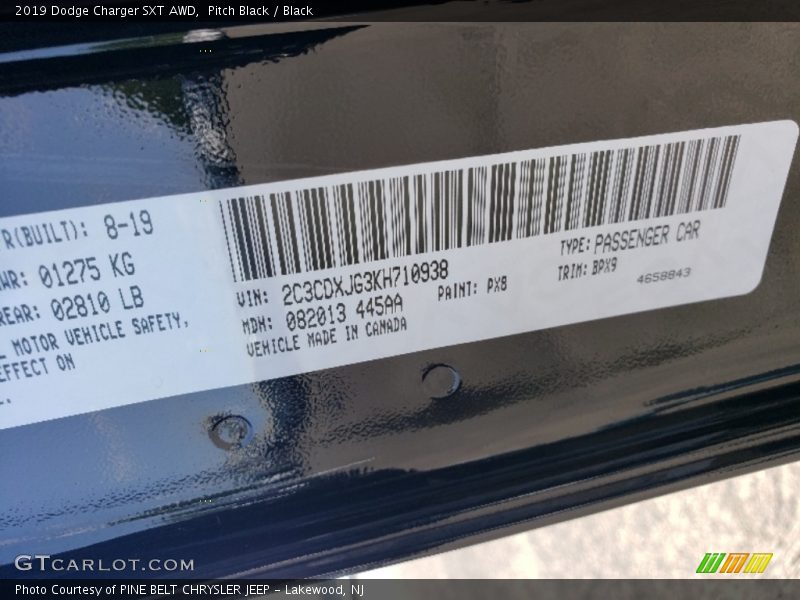 2019 Dodge Charger SXT AWD, Pitch Black / Black
R(BUILT): 8-19
WR: 01275 KG
REAR: 02810 LB
MOTOR VEHICLE SAFETY,
EFFECT ON
VIN: 2C3CDXJG3KH710938
MDH: 082013 445AA
VEHICLE MADE IN CANADA
PAINT: PX8
TYPE: PASSENGER CAR
TRIM: BPX9
4658843
GTCARLOT.COM
Photo Courtesy of PINE BELT CHRYSLER JEEP - Lakewood, NJ